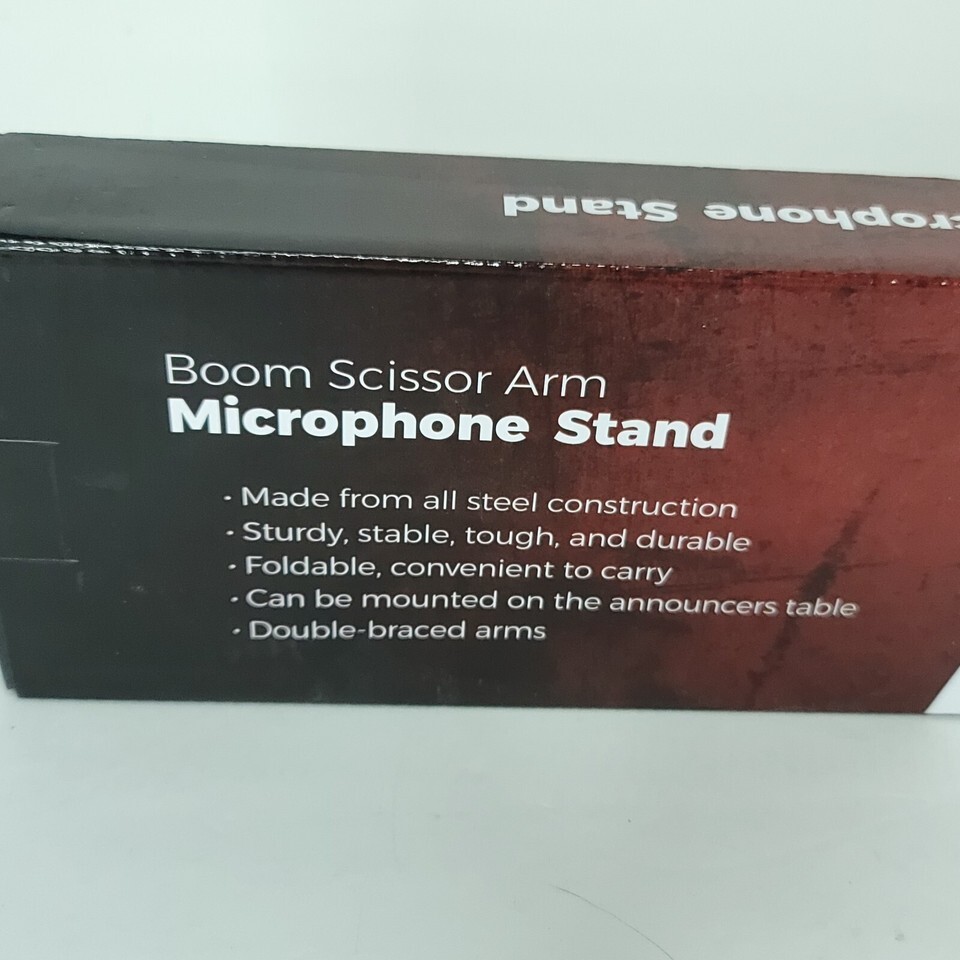 rophone Stand
Boom Scissor Arm
Microphone Stand
• Made from all steel construction
• Sturdy, stable, tough, and durable
• Foldable, convenient to carry
• Can be mounted on the announcers table
• Double-braced arms